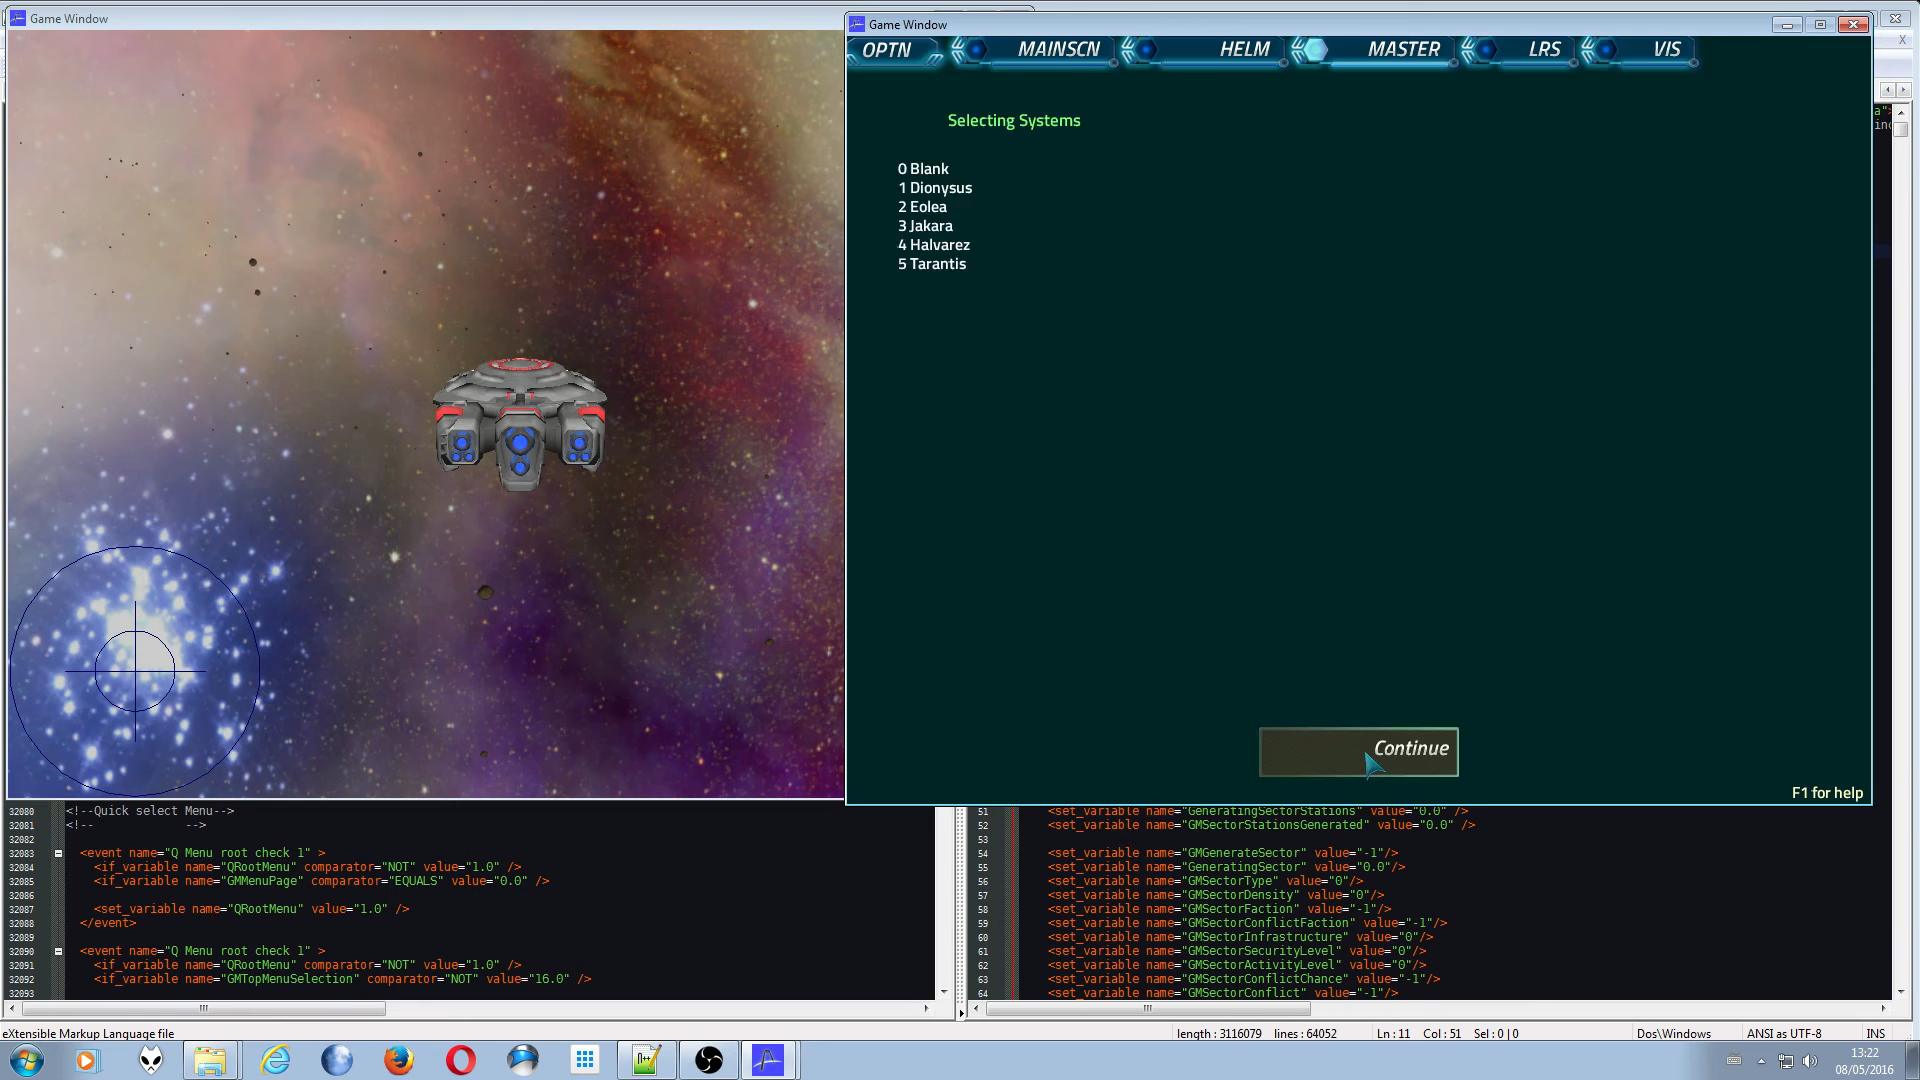 Game Window
Game Window
OPTN
MAINSCN
HELM
MASTER
LRS
VIS
Selecting Systems
0 Blank
1 Dionysus
2 Eolea
3 Jakara
4 Halvarez
5 Tarantis
Continue
F1 for help
32080 <!--Quick select Menu-->
32081 <!-- -->
32082
32083 <event name="Q Menu root check 1" >
32084 <if_variable name="QRootMenu" comparator="NOT" value="1.0" />
32085 <if_variable name="GMMenuPage" comparator="EQUALS" value="0.0" />
32086
32087 <set_variable name="QRootMenu" value="1.0" />
32088 </event>
32089
32090 <event name="Q Menu root check 1" >
32091 <if_variable name="QRootMenu" comparator="NOT" value="1.0" />
32092 <if_variable name="GMTopMenuSelection" comparator="NOT" value="16.0" />
32093
51 <set_variable name="GeneratingSectorStations" value="0.0" />
52 <set_variable name="GMSectorStationsGenerated" value="0.0" />
53
54 <set_variable name="GMGenerateSector" value="-1"/>
55 <set_variable name="GeneratingSector" value="0.0"/>
56 <set_variable name="GMSectorType" value="0"/>
57 <set_variable name="GMSectorDensity" value="0"/>
58 <set_variable name="GMSectorFaction" value="-1"/>
59 <set_variable name="GMSectorConflictFaction" value="-1"/>
60 <set_variable name="GMSectorInfrastructure" value="0"/>
61 <set_variable name="GMSectorSecurityLevel" value="0"/>
62 <set_variable name="GMSectorActivityLevel" value="0"/>
63 <set_variable name="GMSectorConflictChance" value="-1"/>
64 <set_variable name="GMSectorConflict" value="-1"/>
eXtensible Markup Language file
length : 3116079 lines : 64052
Ln : 11 Col : 51 Sel : 0 | 0
Dos\Windows
ANSI as UTF-8
INS
13:22
08/05/2016